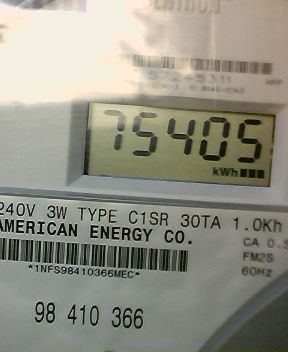 57245311
75405
kWh
240V 3W TYPE C1SR 30TA 1.0Kh
AMERICAN ENERGY CO.
CA 0.5
FM2S
60Hz
*1NFS98410366MEC*
98 410 366